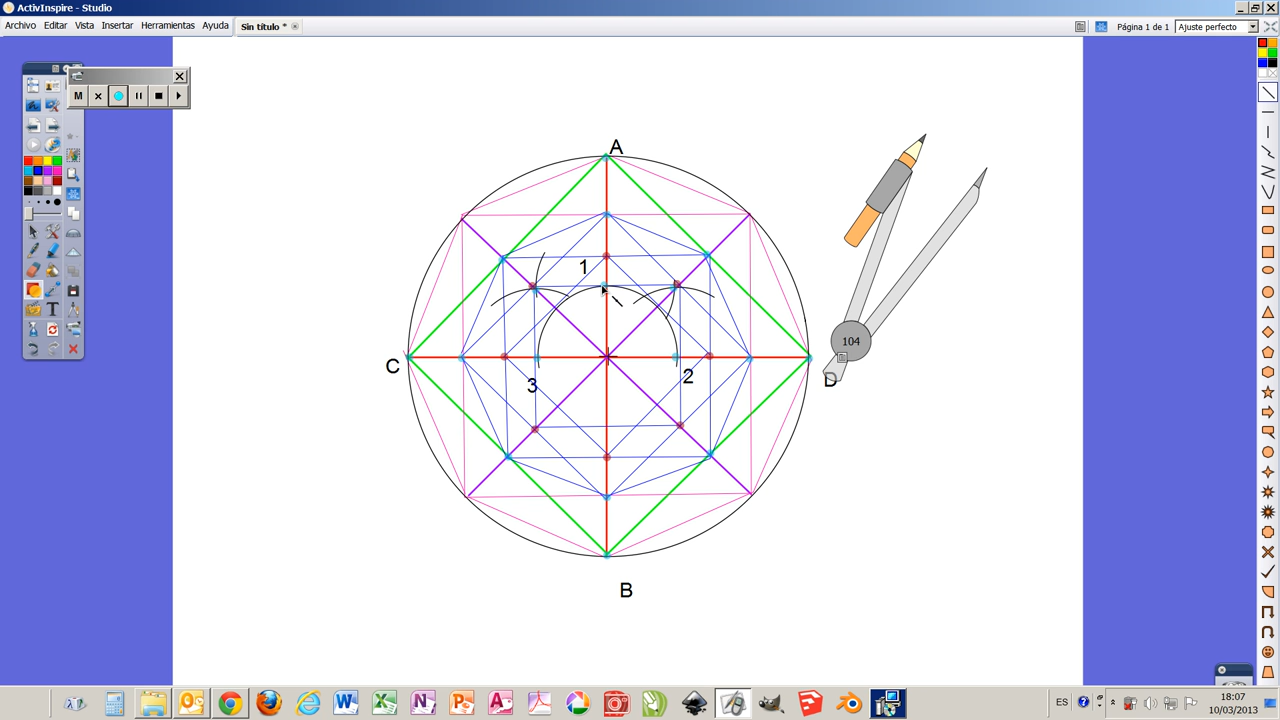 ActivInspire - Studio
Archivo Editar Vista Insertar Herramientas Ayuda
Sin título *
Página 1 de 1
Ajuste perfecto
M
A
1
104
C
3
2
D
B
ES
18:07
10/03/2013